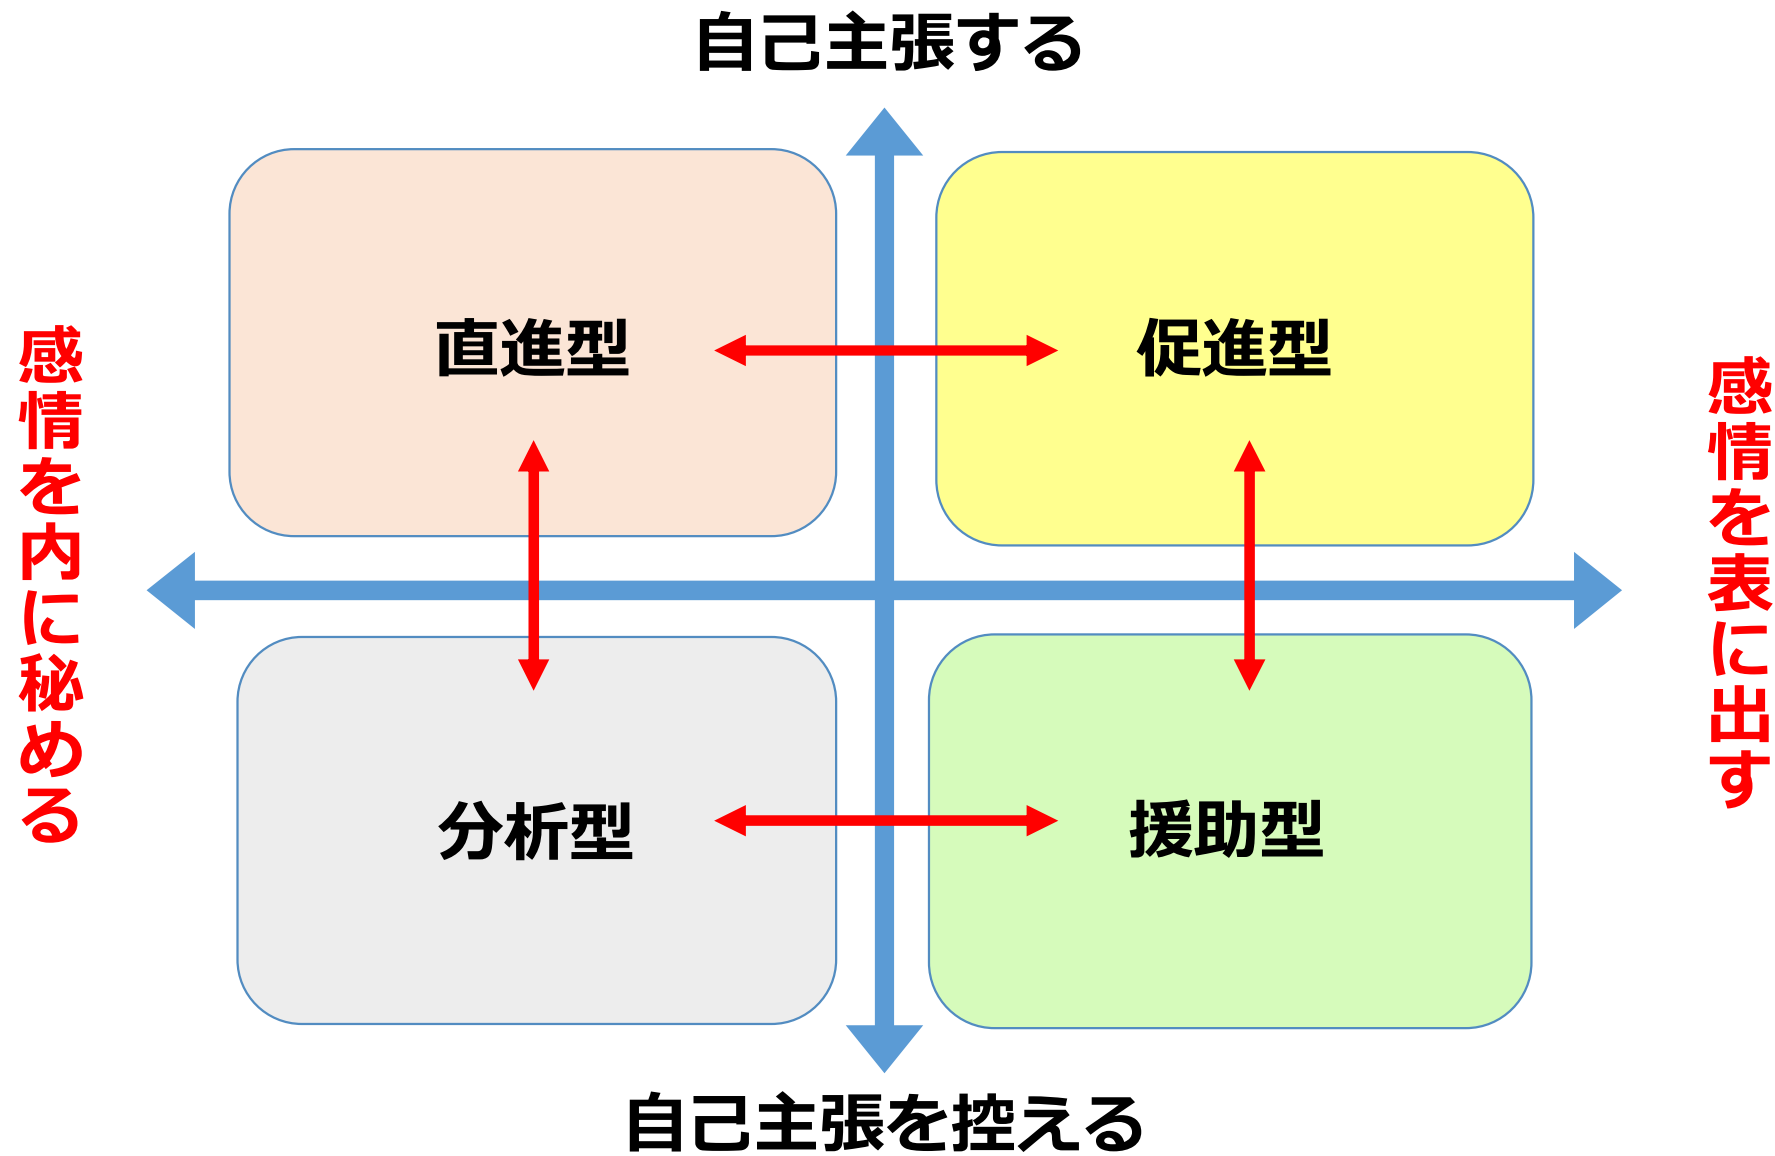 自己主張する
直進型
促進型
感情を内に秘める
感情を表に出す
分析型
援助型
自己主張を控える